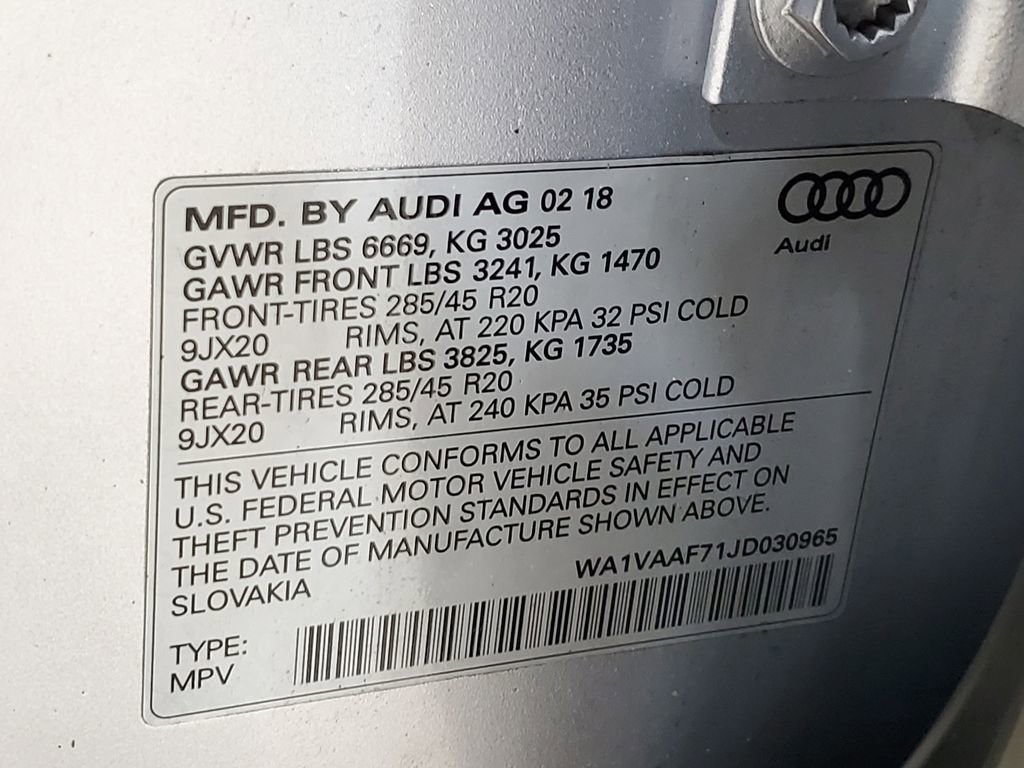 MFD. BY AUDI AG 02 18
Audi
GVWR LBS 6669, KG 3025
GAWR FRONT LBS 3241, KG 1470
FRONT-TIRES 285/45 R20
9JX20 RIMS, AT 220 KPA 32 PSI COLD
GAWR REAR LBS 3825, KG 1735
REAR-TIRES 285/45 R20
9JX20 RIMS, AT 240 KPA 35 PSI COLD
THIS VEHICLE CONFORMS TO ALL APPLICABLE
U.S. FEDERAL MOTOR VEHICLE SAFETY AND
THEFT PREVENTION STANDARDS IN EFFECT ON
THE DATE OF MANUFACTURE SHOWN ABOVE.
SLOVAKIA WA1VAAF71JD030965
TYPE:
MPV